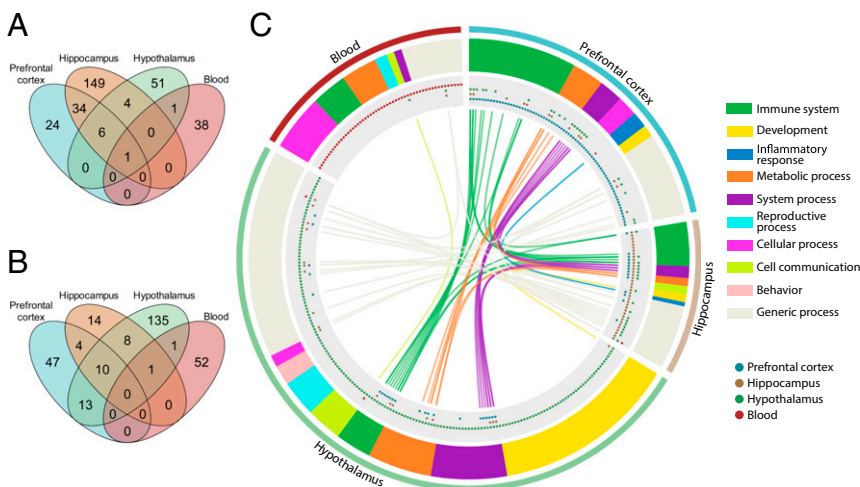 A
Prefrontal
cortex
Hippocampus
Hypothalamus
Blood
24
149
51
38
34
4
1
6
0
1
0
0
0
0
0
B
Prefrontal
cortex
Hippocampus
Hypothalamus
Blood
47
14
135
52
4
8
1
10
1
0
13
0
0
0
0
C
Blood
Prefrontal cortex
Hippocampus
Hypothalamus
Immune system
Development
Inflammatory
response
Metabolic process
System process
Reproductive
process
Cellular process
Cell communication
Behavior
Generic process
Prefrontal cortex
Hippocampus
Hypothalamus
Blood